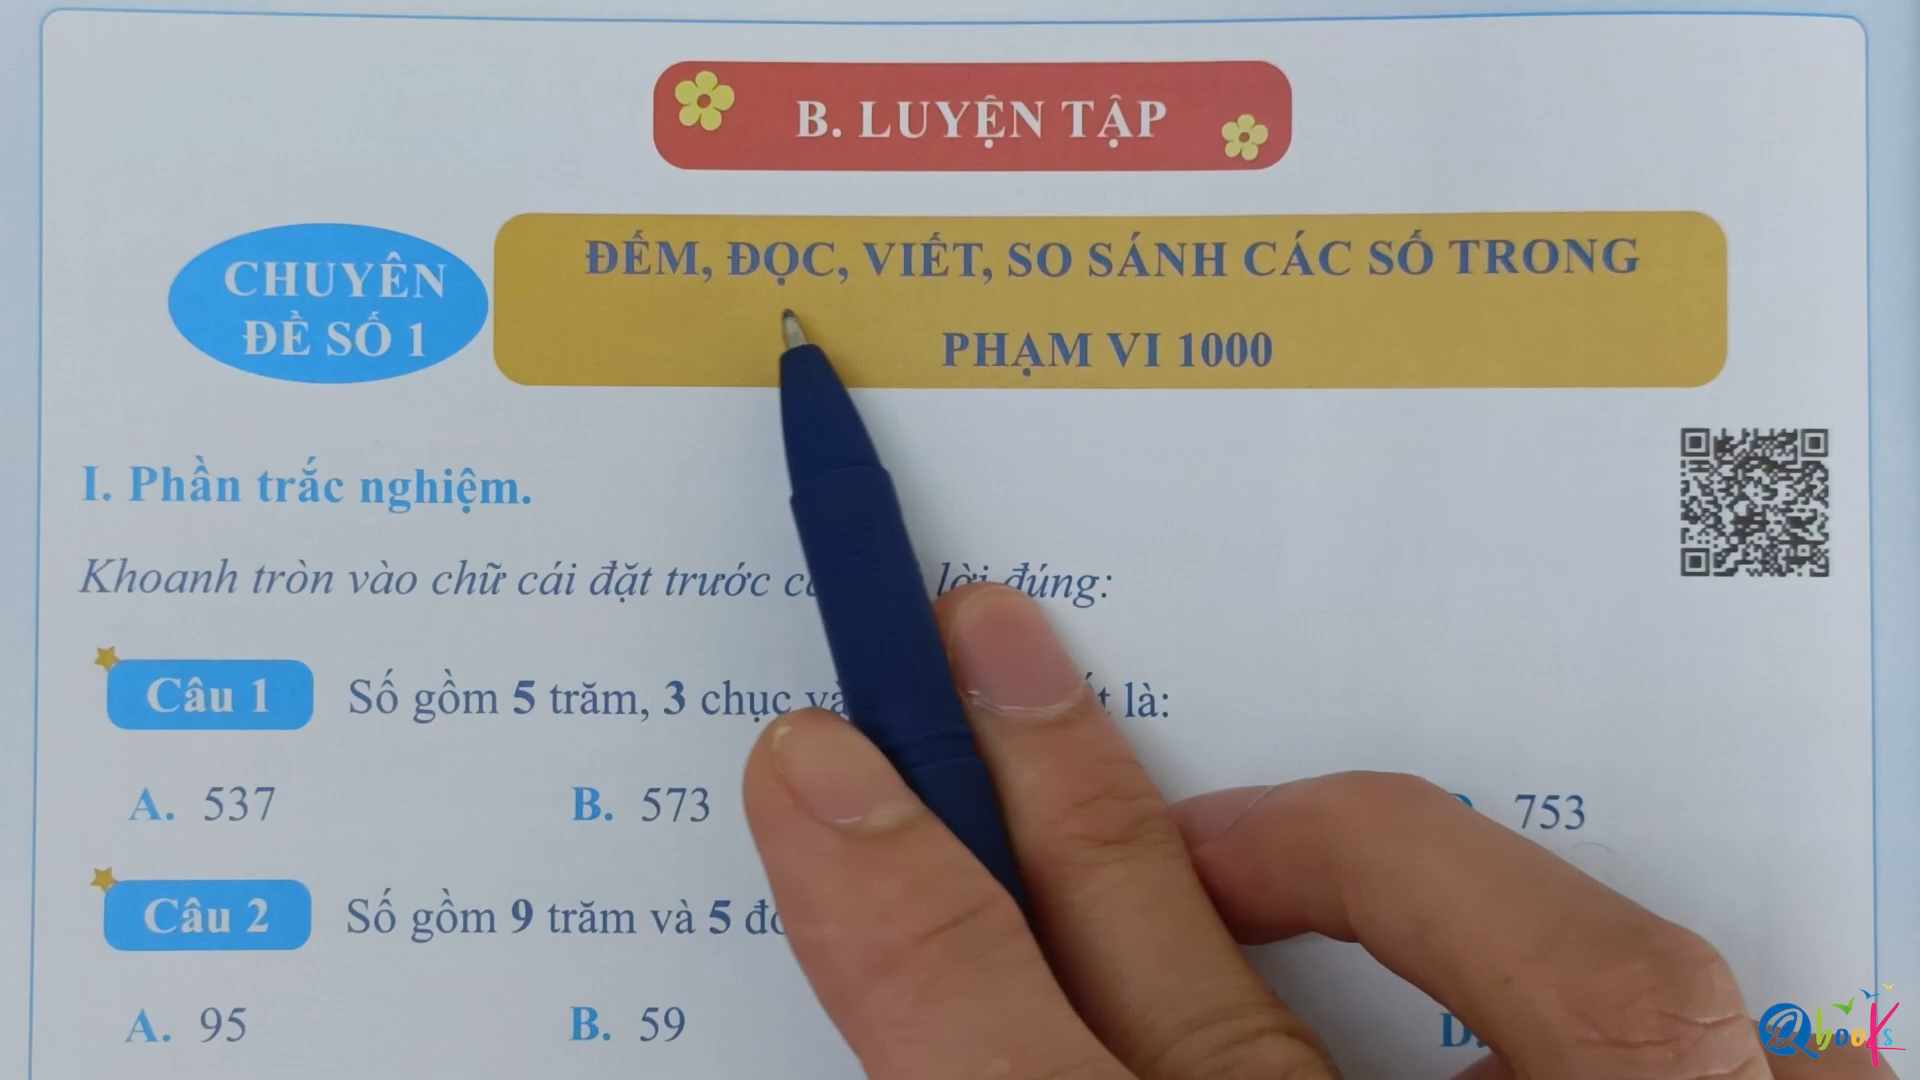 B. LUYỆN TẬP
CHUYÊN
ĐỀ SỐ 1
ĐẾM, ĐỌC, VIẾT, SO SÁNH CÁC SỐ TRONG
PHẠM VI 1000
I. Phần trắc nghiệm.
Khoanh tròn vào chữ cái đặt trước lời đúng:
Câu 1 Số gồm 5 trăm, 3 chục là:
A. 537 B. 573 753
Câu 2 Số gồm 9 trăm và 5
A. 95 B. 59 D.
Qbooks